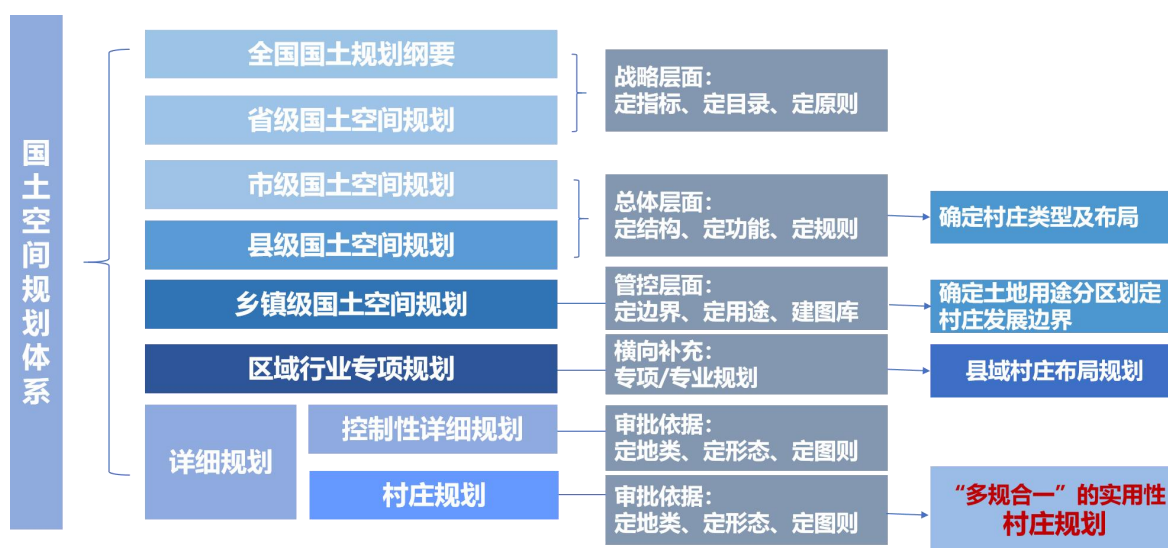 国土空间规划体系
全国国土规划纲要
省级国土空间规划
战略层面：
定指标、定目录、定原则
市级国土空间规划
县级国土空间规划
总体层面：
定结构、定功能、定规则
确定村庄类型及布局
乡镇级国土空间规划
管控层面：
定边界、定用途、建图库
确定土地用途分区划定
村庄发展边界
区域行业专项规划
横向补充：
专项/专业规划
县域村庄布局规划
详细规划
控制性详细规划
审批依据：
定地类、定形态、定图则
村庄规划
审批依据：
定地类、定形态、定图则
“多规合一”的实用性
村庄规划